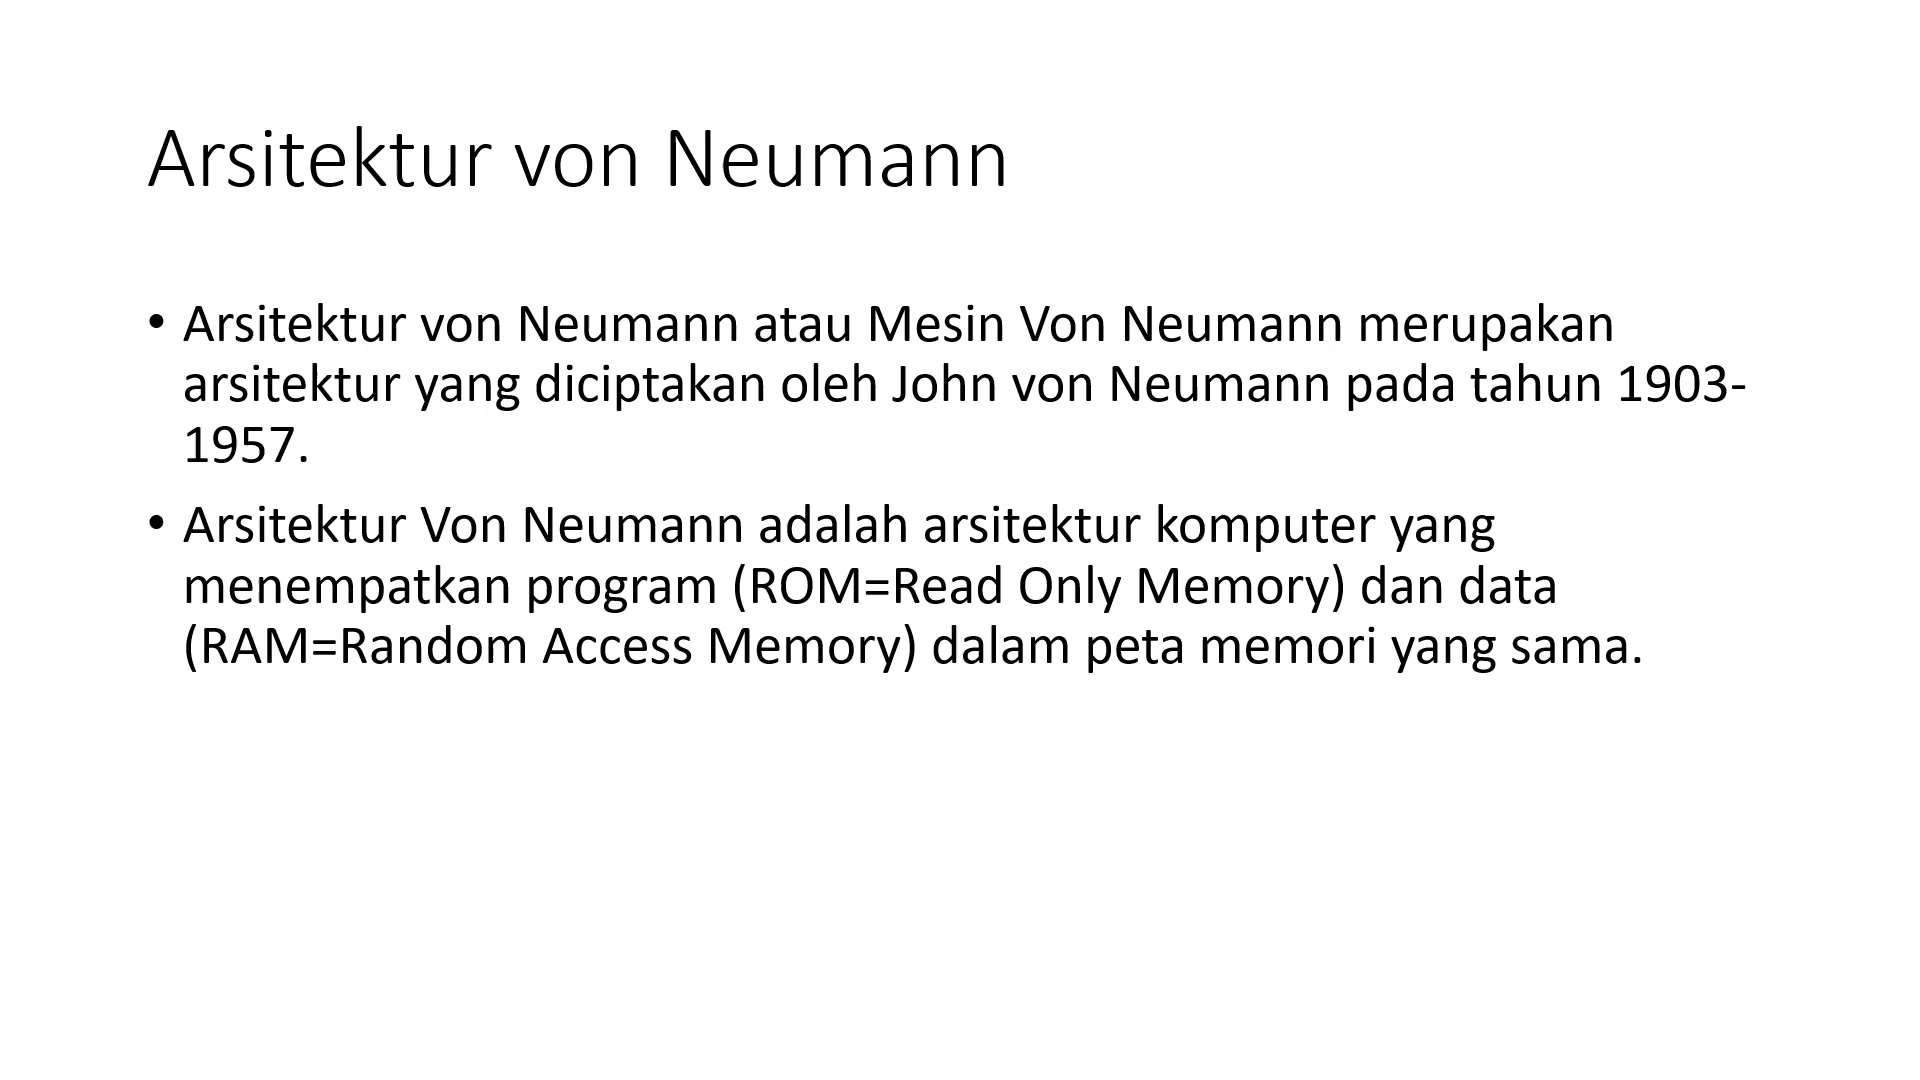 Arsitektur von Neumann
• Arsitektur von Neumann atau Mesin Von Neumann merupakan
arsitektur yang diciptakan oleh John von Neumann pada tahun 1903-
1957.
• Arsitektur Von Neumann adalah arsitektur komputer yang
menempatkan program (ROM=Read Only Memory) dan data
(RAM=Random Access Memory) dalam peta memori yang sama.